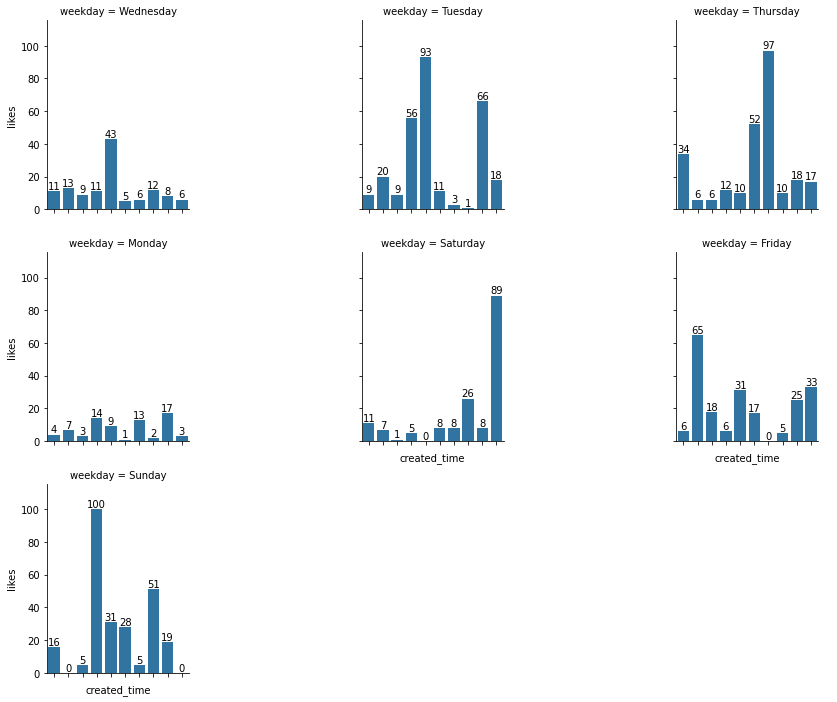 weekday = Wednesday
weekday = Tuesday
weekday = Thursday
likes
100
80
60
40
20
0
11 13 9 11 43 5 6 12 8 6
9 20 9 56 93 11 3 1 66 18
34 6 6 12 10 52 97 10 18 17
weekday = Monday
weekday = Saturday
weekday = Friday
likes
100
80
60
40
20
0
4 7 3 14 9 1 13 2 17 3
11 7 1 5 0 8 8 26 8 89
6 65 18 6 31 17 0 5 25 33
created_time
created_time
weekday = Sunday
likes
100
80
60
40
20
0
16 0 5 100 31 28 5 51 19 0
created_time